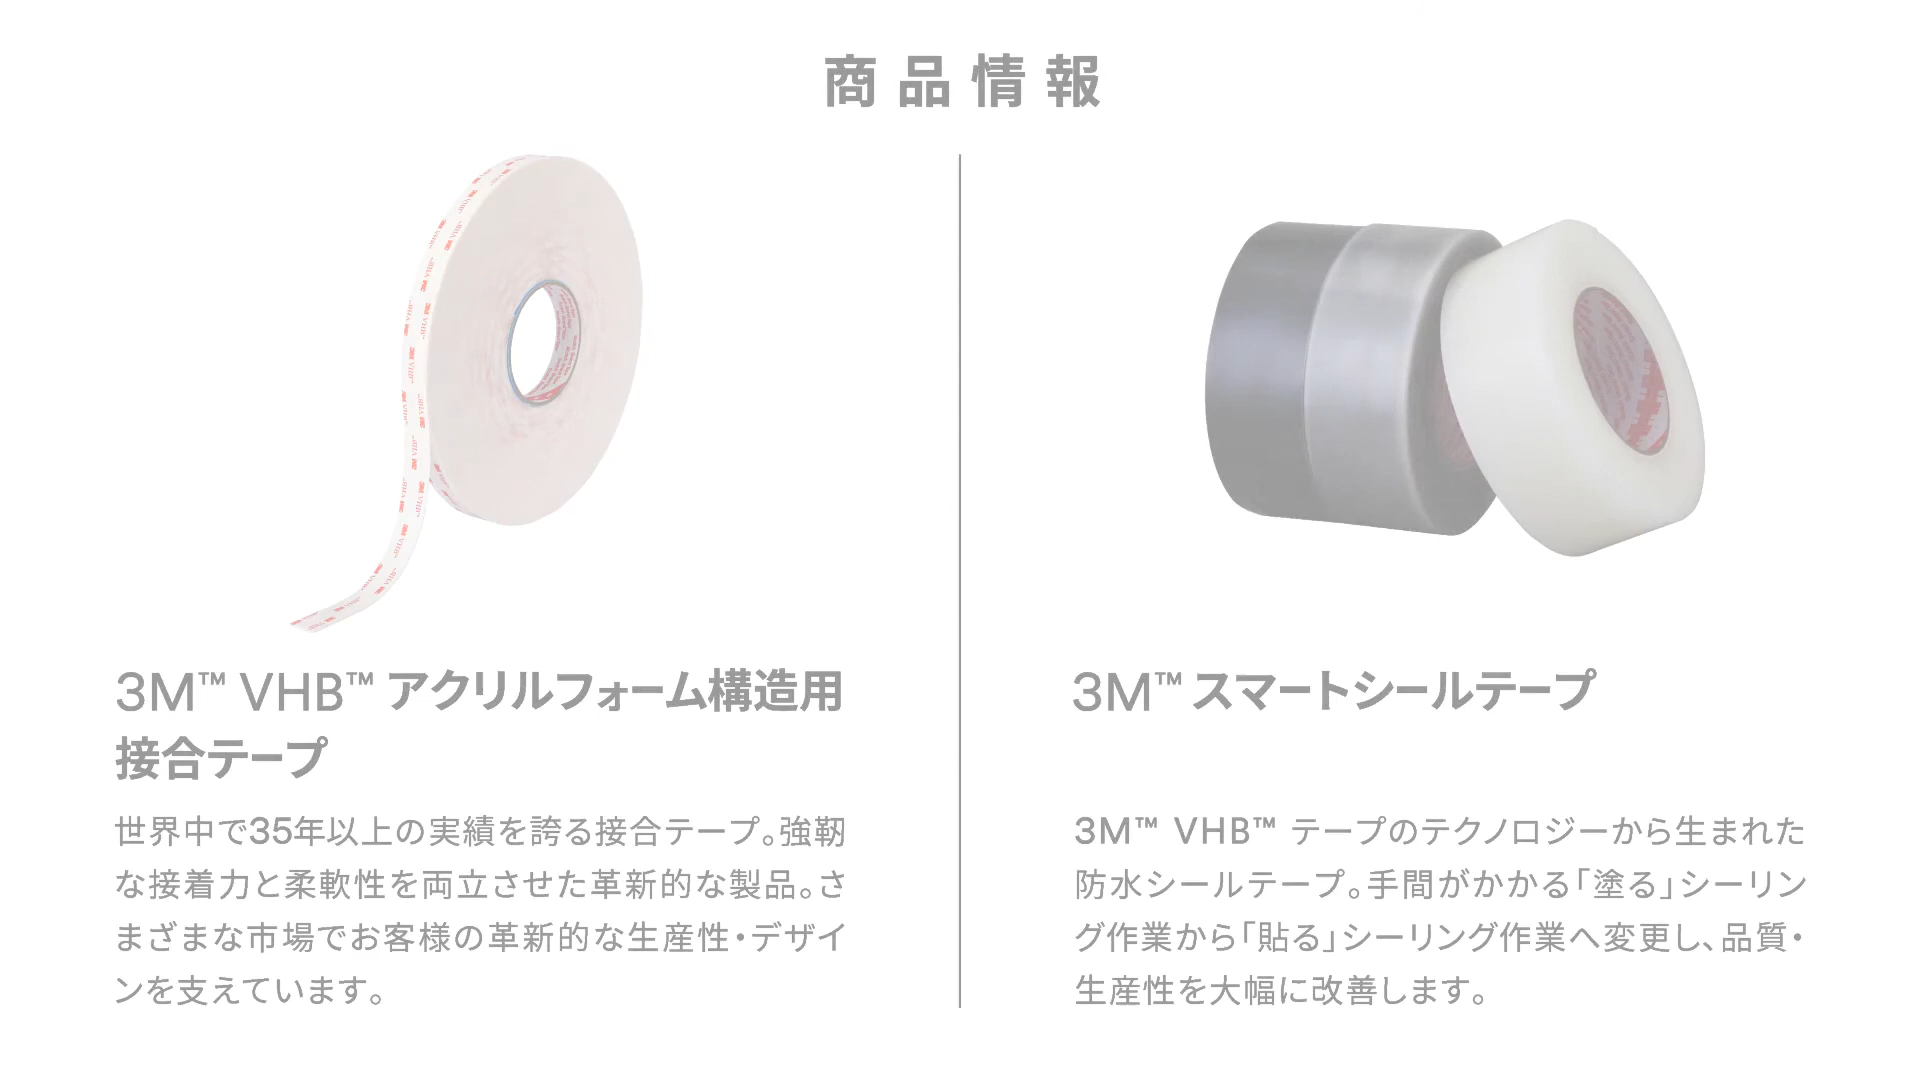 商品情報
3M™ VHB™ アクリルフォーム構造用
接合テープ
世界中で35年以上の実績を誇る接合テープ。強靭
な接着力と柔軟性を両立させた革新的な製品。さ
まざまな市場でお客様の革新的な生産性・デザイ
ンを支えています。
3M™ スマートシールテープ
3M™ VHB™ テープのテクノロジーから生まれた
防水シールテープ。手間がかかる「塗る」シーリン
グ作業から「貼る」シーリング作業へ変更し、品質・
生産性を大幅に改善します。